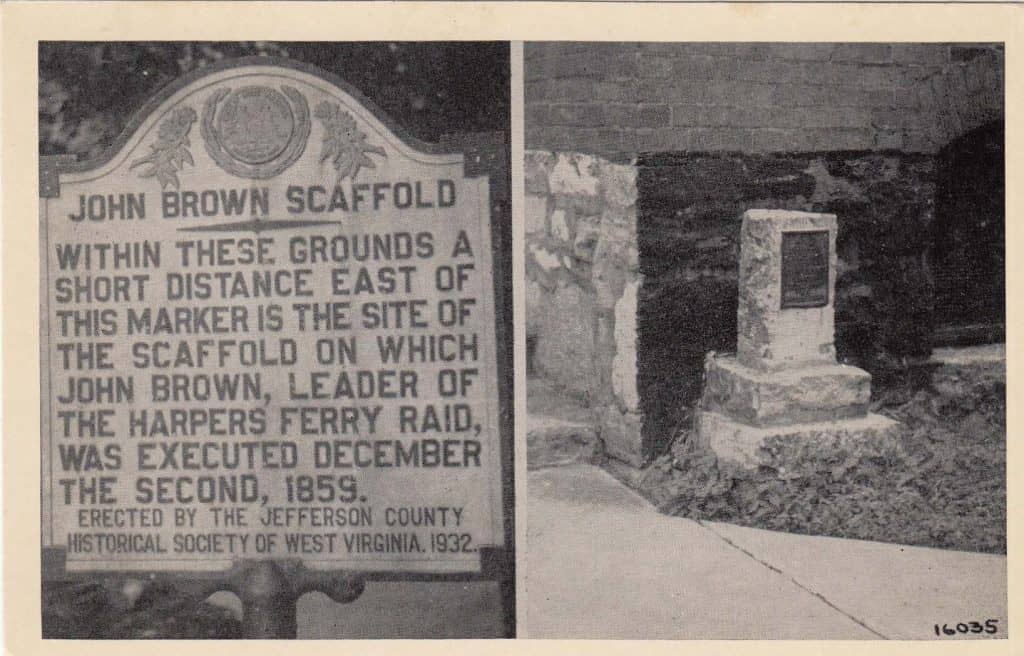 JOHN BROWN SCAFFOLD
WITHIN THESE GROUNDS A
SHORT DISTANCE EAST OF
THIS MARKER IS THE SITE OF
THE SCAFFOLD ON WHICH
JOHN BROWN, LEADER OF
THE HARPERS FERRY RAID,
WAS EXECUTED DECEMBER
THE SECOND, 1859.
ERECTED BY THE JEFFERSON COUNTY
HISTORICAL SOCIETY OF WEST VIRGINIA. 1932.
16035